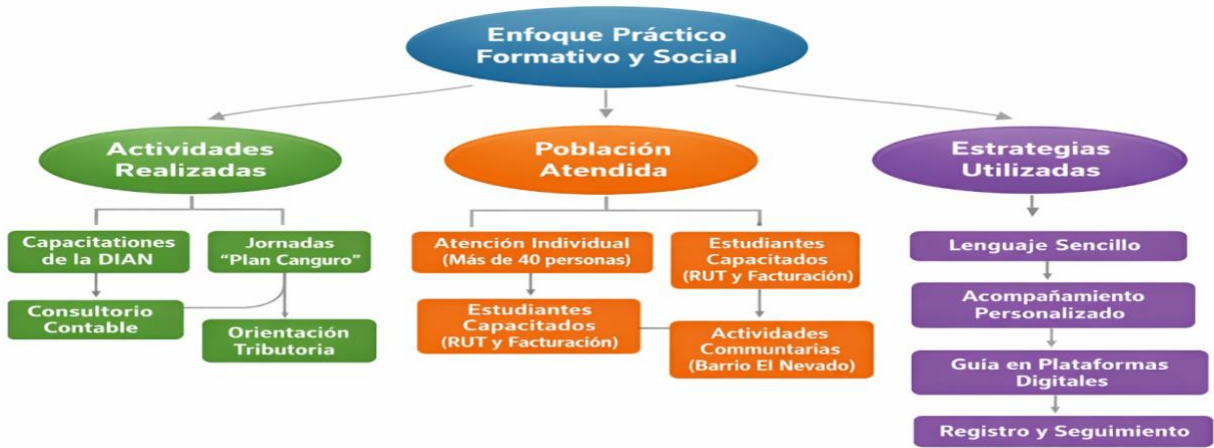 Enfoque Práctico
Formativo y Social
Actividades
Realizadas
Capacitationes
de la DIAN
Jornadas
“Plan Canguro”
Consultorio
Contable
Orientación
Tributoria
Población
Atendida
Atención Individual
(Más de 40 personas)
Estudiantes
Capacitados
(RUT y Facturación)
Estudiantes
Capacitados
(RUT y Facturación)
Actividades
Communtarias
(Barrio El Nevado)
Estrategias
Utilizadas
Lenguaje Sencillo
Acompañamiento
Personalizado
Guía en Plataformas
Digitales
Registro y Seguimiento